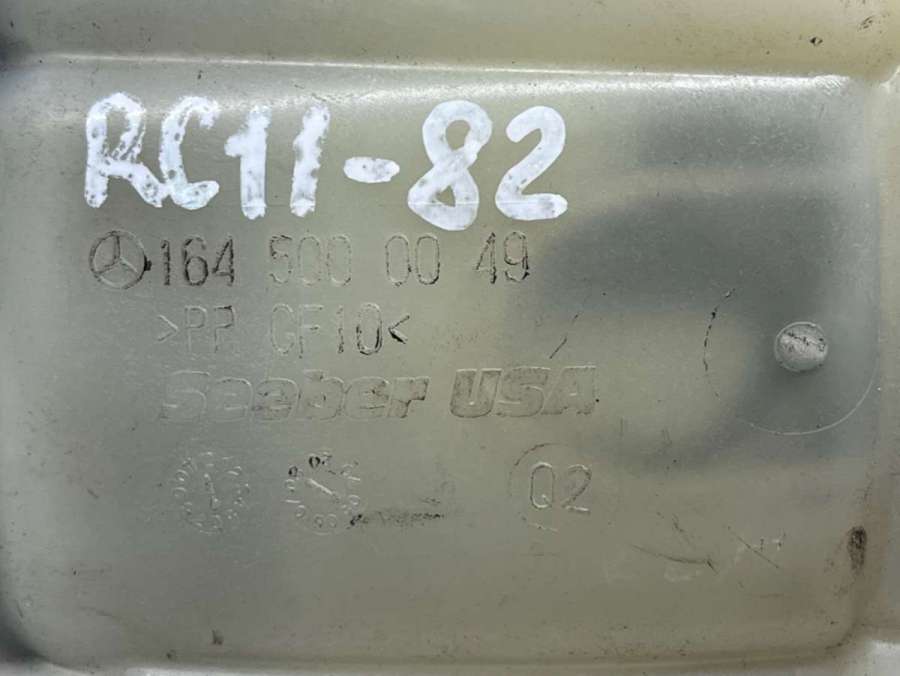 RC11-82
164 500 00 49
>PP GF10<
Seeber USA
Q2